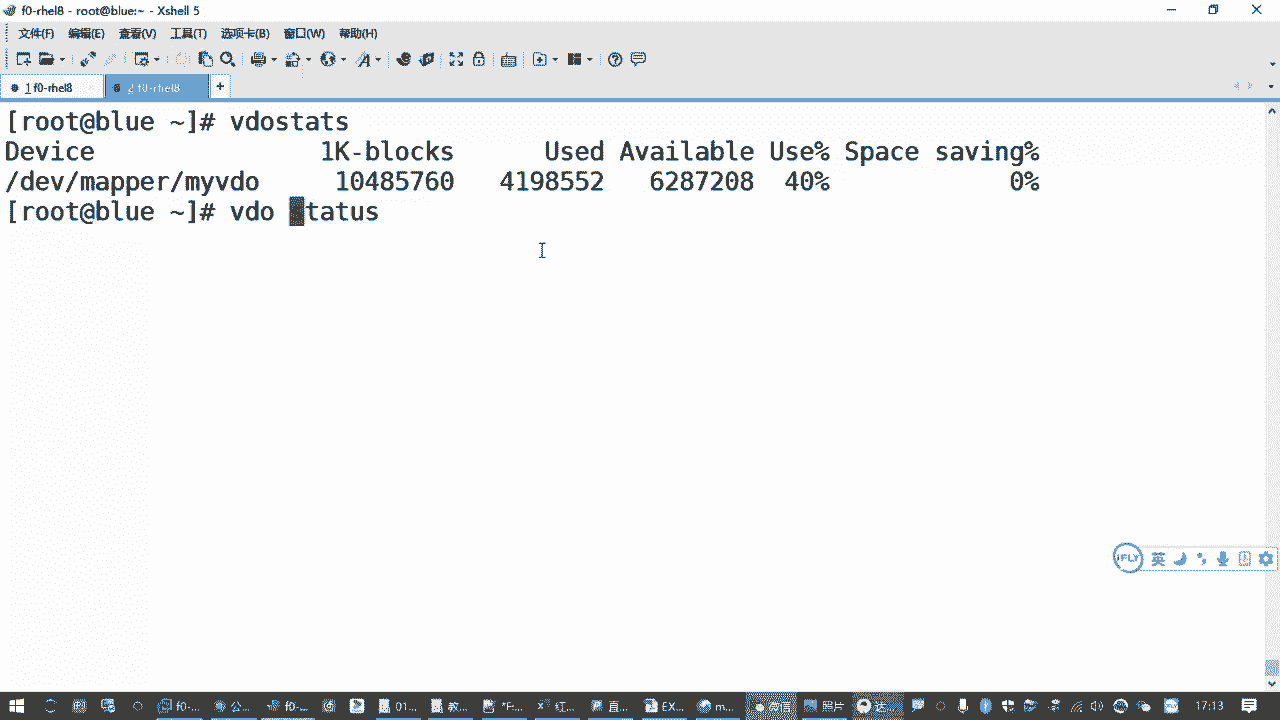 f0-rhel8 - root@blue:~ - Xshell 5
文件(F) 编辑(E) 查看(V) 工具(T) 选项卡(B) 窗口(W) 帮助(H)
1 f0-rhel8 2 f0-rhel8 +
[root@blue ~]# vdostats
Device 1K-blocks Used Available Use% Space saving%
/dev/mapper/myvdo 10485760 4198552 6287208 40% 0%
[root@blue ~]# vdo status
iFLY 英
f0-... 公... f0-... 01... 教... 红... 直... EX... m... 照片 17:13